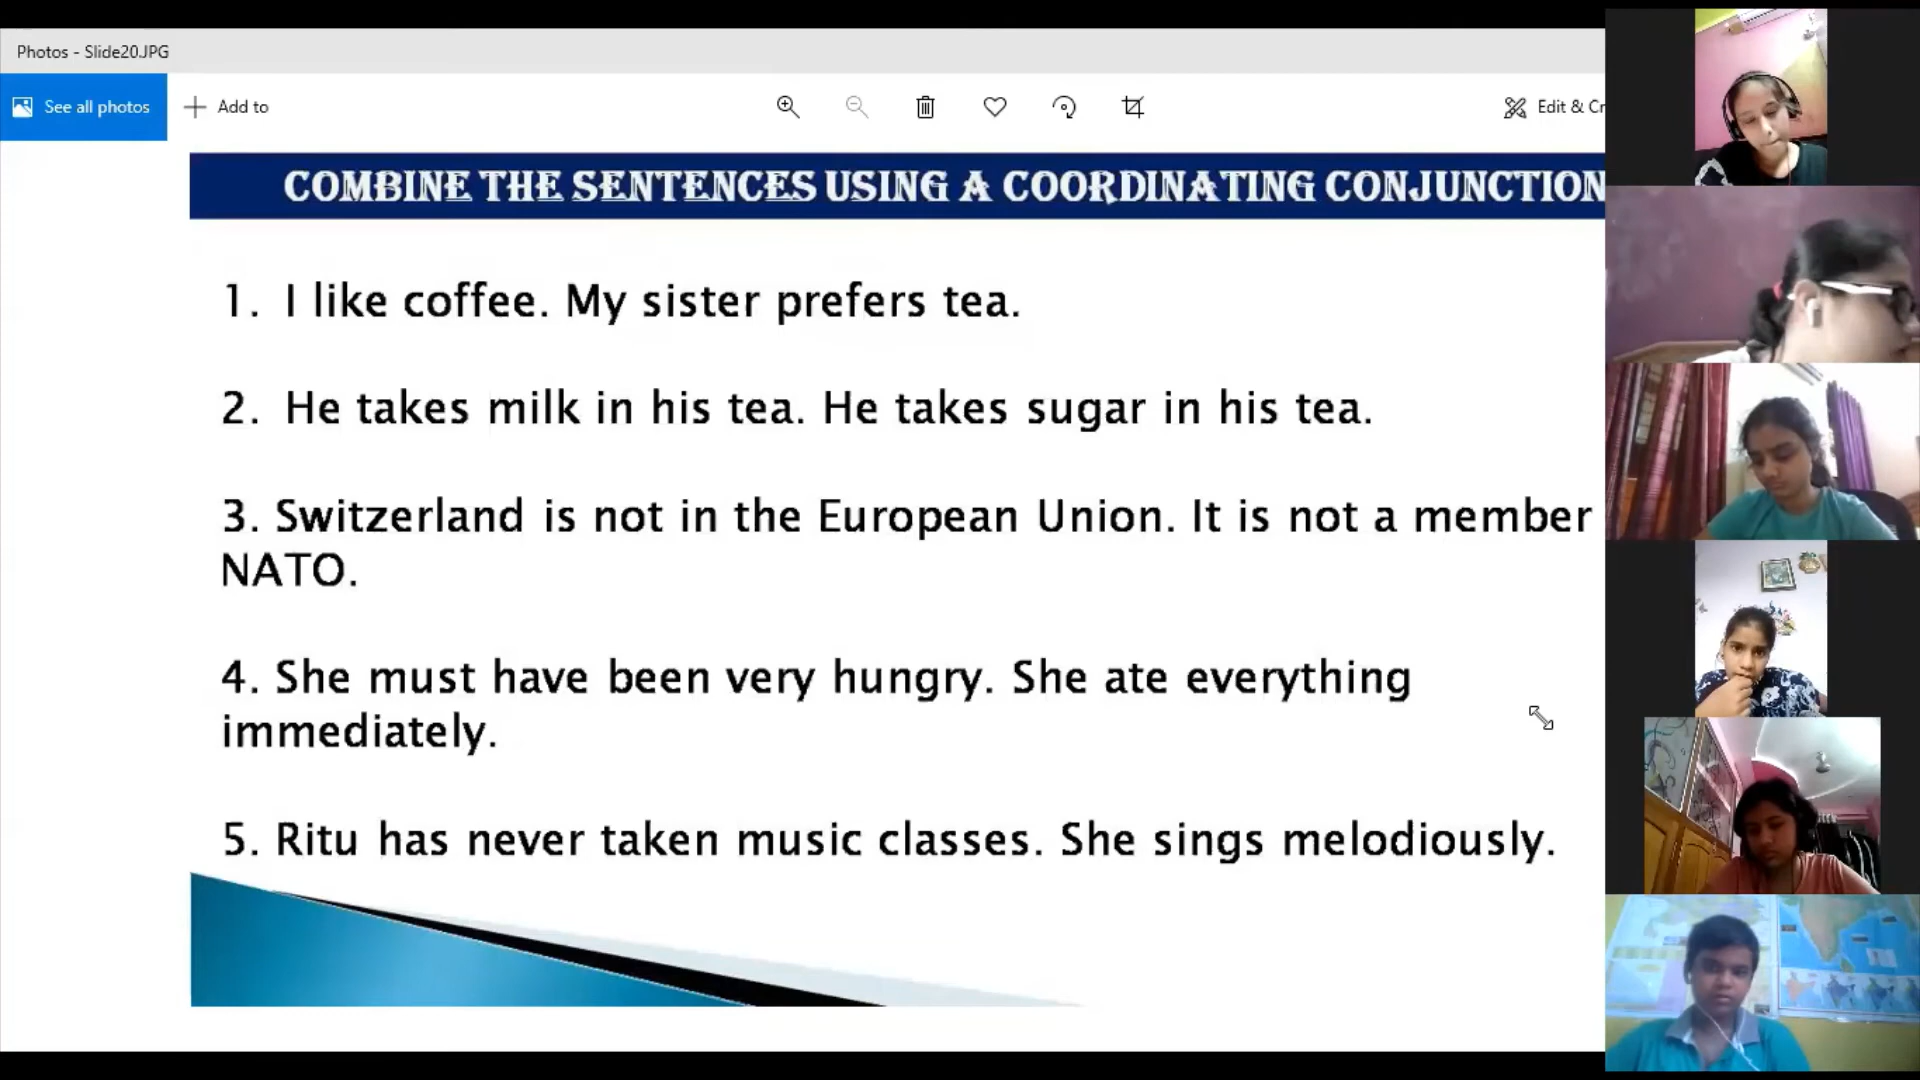 Photos - Slide20.JPG
See all photos
Add to
Edit & Cr
COMBINE THE SENTENCES USING A COORDINATING CONJUNCTION
1. I like coffee. My sister prefers tea.
2. He takes milk in his tea. He takes sugar in his tea.
3. Switzerland is not in the European Union. It is not a member
NATO.
4. She must have been very hungry. She ate everything
immediately.
5. Ritu has never taken music classes. She sings melodiously.